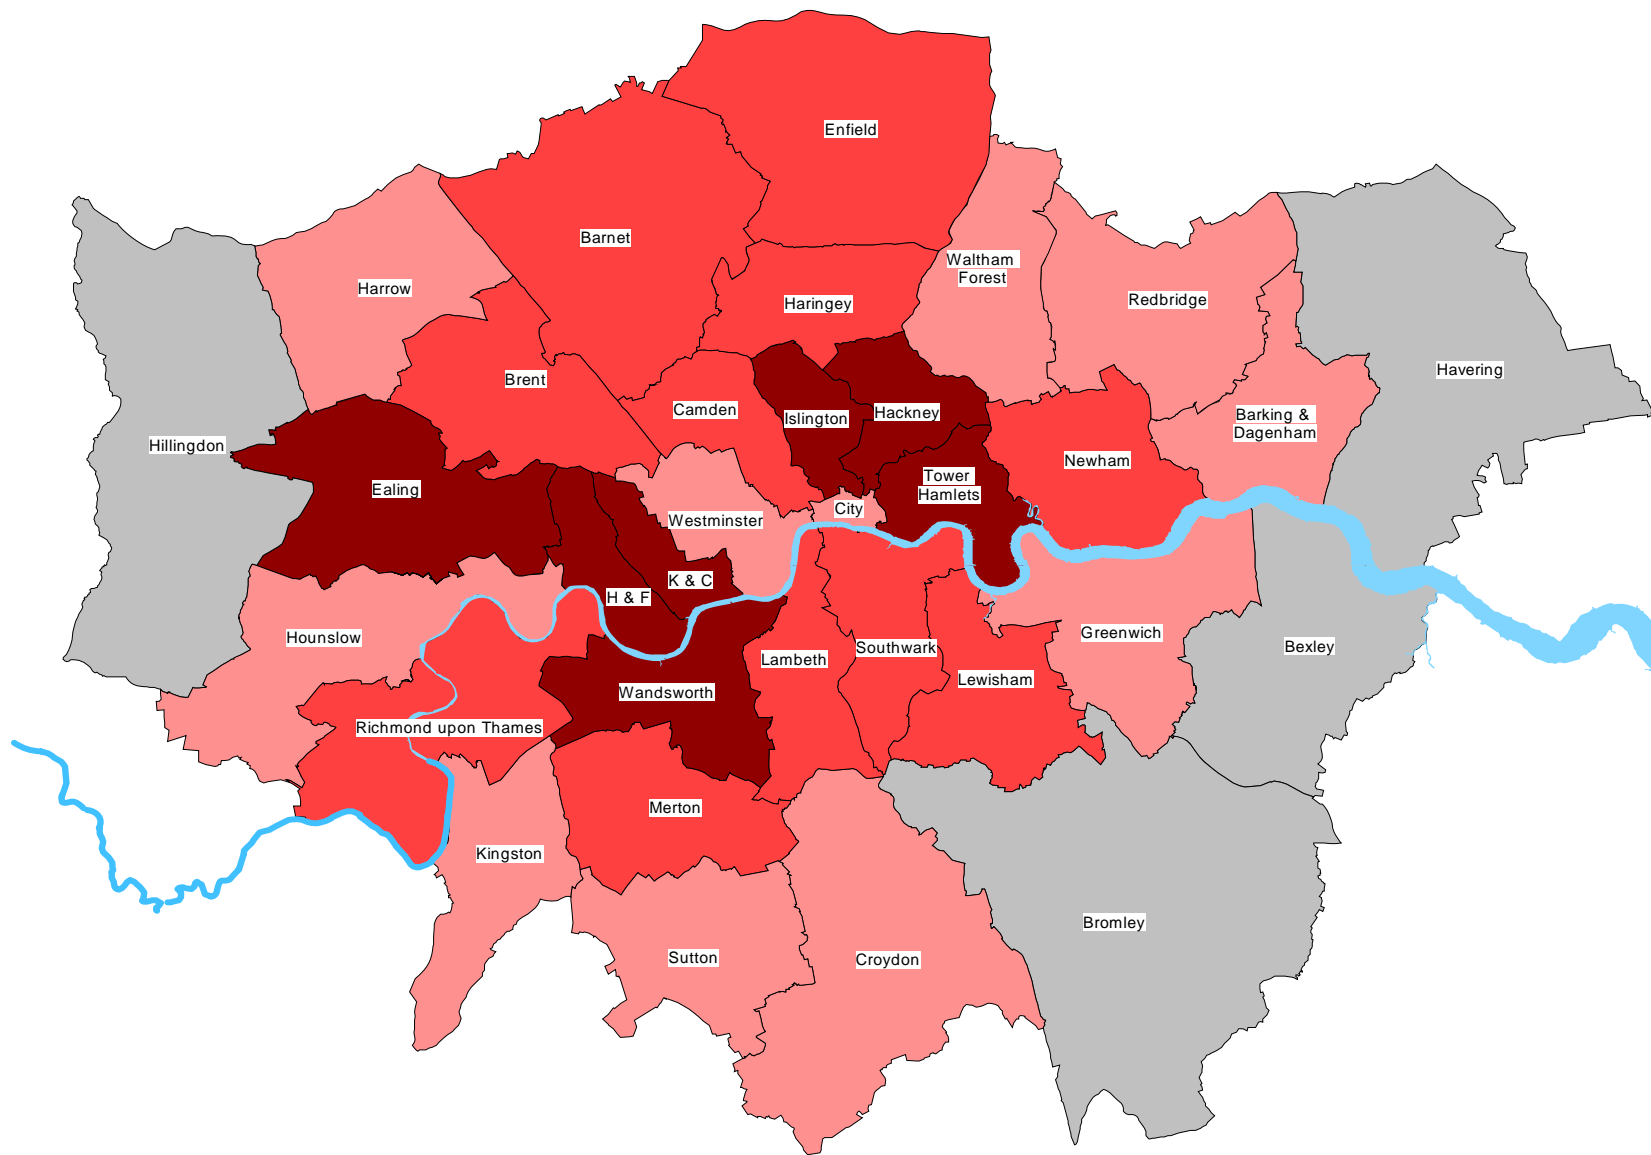 Enfield
Barnet
Waltham
Forest
Harrow
Redbridge
Haringey
Havering
Brent
Camden
Islington
Hackney
Barking &
Dagenham
Hillingdon
Newham
Ealing
Tower
Hamlets
City
Westminster
K & C
H & F
Hounslow
Greenwich
Bexley
Southwark
Lambeth
Lewisham
Wandsworth
Richmond upon Thames
Merton
Kingston
Bromley
Sutton
Croydon